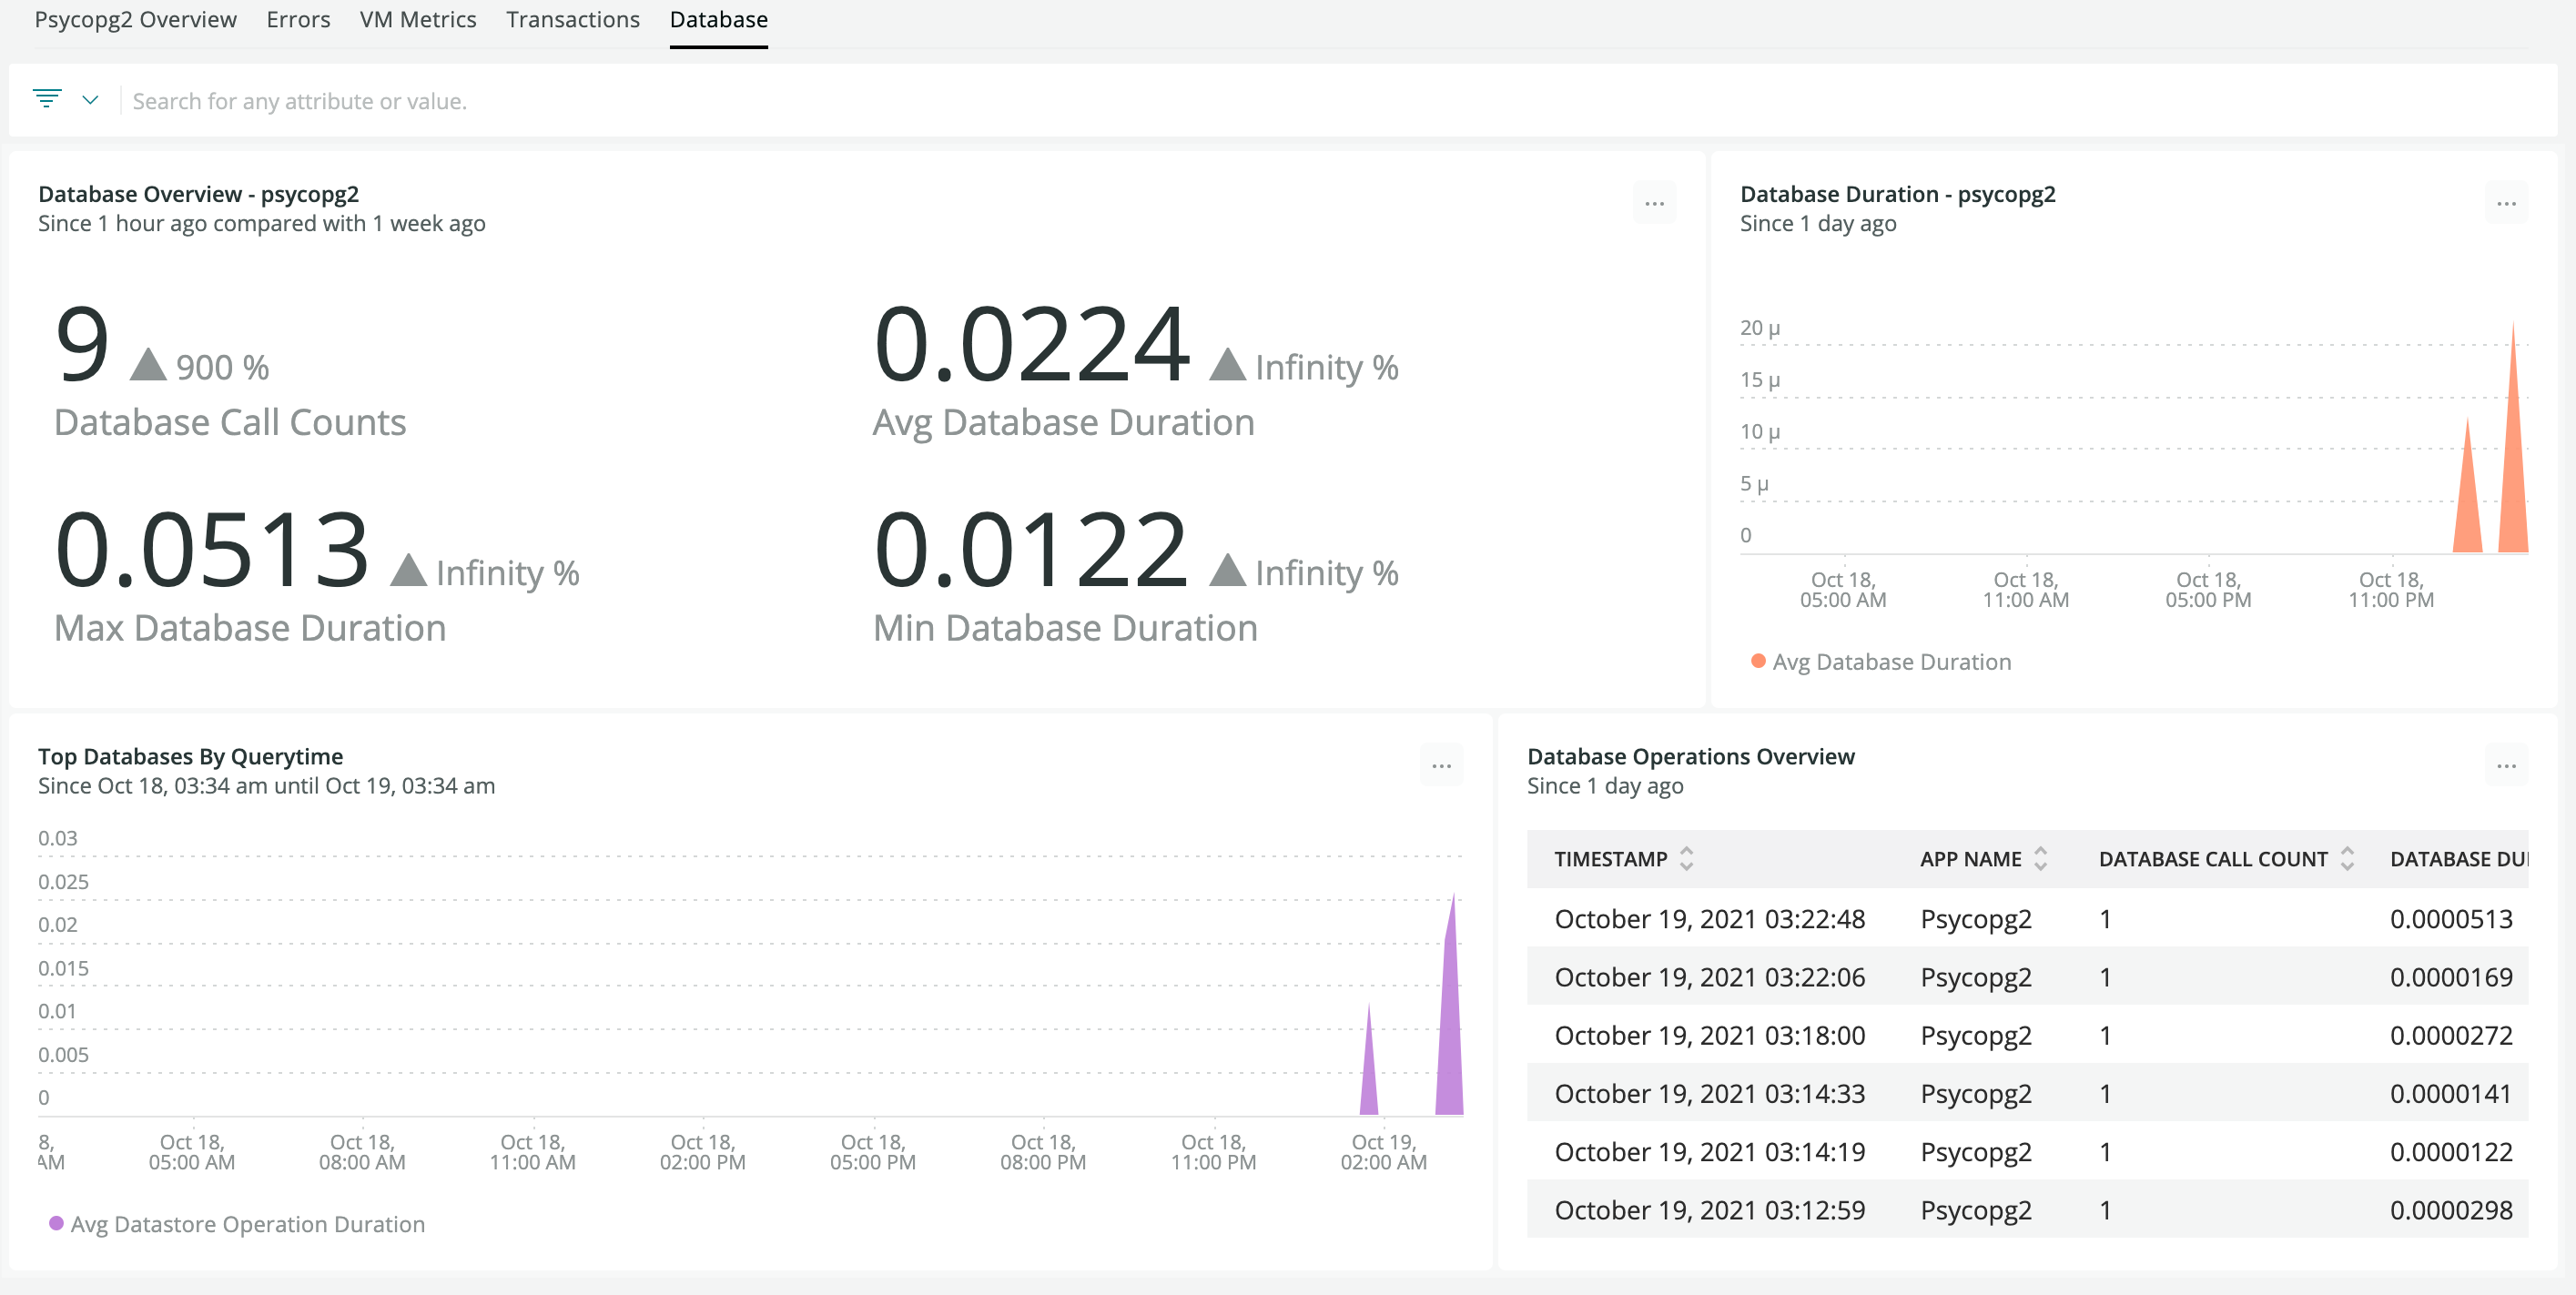 Psycopg2 Overview Errors VM Metrics Transactions Database
Search for any attribute or value.
Database Overview - psycopg2
Since 1 hour ago compared with 1 week ago
...
9 ▲ 900 %
Database Call Counts
0.0224 ▲ Infinity %
Avg Database Duration
0.0513 ▲ Infinity %
Max Database Duration
0.0122 ▲ Infinity %
Min Database Duration
Database Duration - psycopg2
Since 1 day ago
...
20 µ
15 µ
10 µ
5 µ
0
Oct 18,
05:00 AM
Oct 18,
11:00 AM
Oct 18,
05:00 PM
Oct 18,
11:00 PM
Avg Database Duration
Top Databases By Querytime
Since Oct 18, 03:34 am until Oct 19, 03:34 am
...
0.03
0.025
0.02
0.015
0.01
0.005
0
8,
AM
Oct 18,
05:00 AM
Oct 18,
08:00 AM
Oct 18,
11:00 AM
Oct 18,
02:00 PM
Oct 18,
05:00 PM
Oct 18,
08:00 PM
Oct 18,
11:00 PM
Oct 19,
02:00 AM
Avg Datastore Operation Duration
Database Operations Overview
Since 1 day ago
...
TIMESTAMP APP NAME DATABASE CALL COUNT DATABASE DU
October 19, 2021 03:22:48 Psycopg2 1 0.0000513
October 19, 2021 03:22:06 Psycopg2 1 0.0000169
October 19, 2021 03:18:00 Psycopg2 1 0.0000272
October 19, 2021 03:14:33 Psycopg2 1 0.0000141
October 19, 2021 03:14:19 Psycopg2 1 0.0000122
October 19, 2021 03:12:59 Psycopg2 1 0.0000298